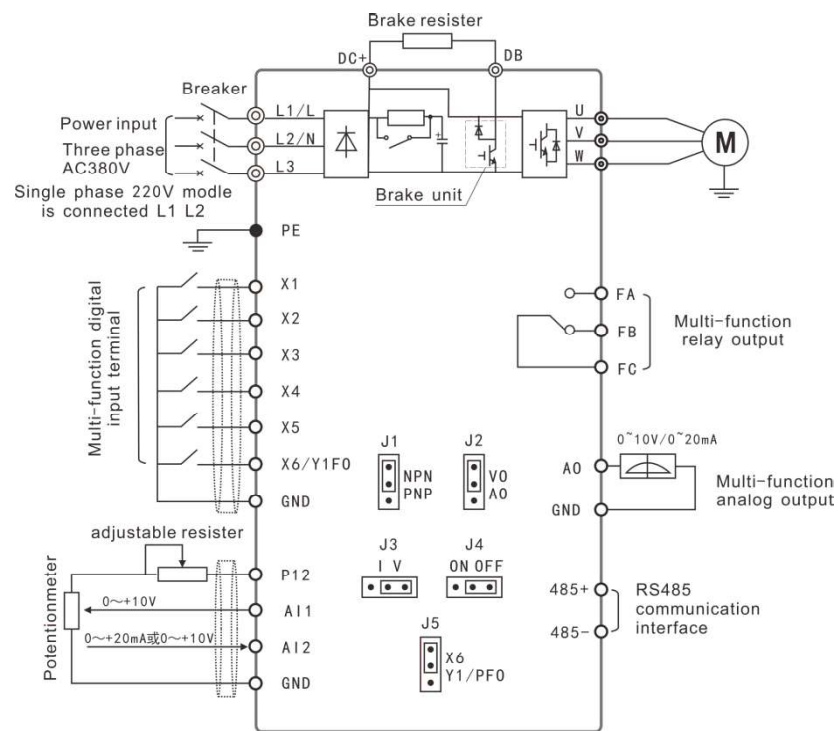 Brake resister
DC+
DB
Breaker
L1/L
L2/N
L3
Power input
Three phase
AC380V
Single phase 220V modle
is connected L1 L2
U
V
W
M
Brake unit
PE
Multi-function digital
input terminal
X1
X2
X3
X4
X5
X6/Y1FO
GND
FA
FB
FC
Multi-function
relay output
J1
NPN
PNP
J2
VO
AO
0~10V/0~20mA
AO
GND
Multi-function
analog output
adjustable resister
Potentionmeter
P12
0~+10V
AI1
0~+20mA或0~+10V
AI2
GND
J3
I V
J4
ON OFF
J5
X6
Y1/PFO
485+
485-
RS485
communication
interface